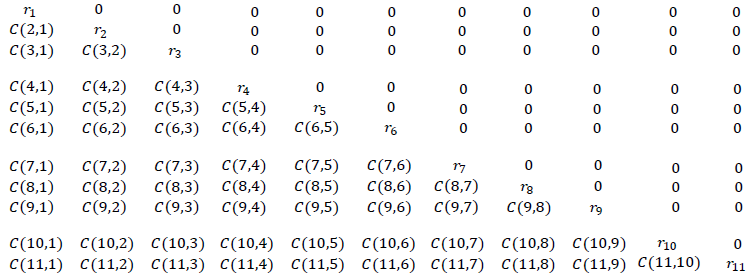 r₁ 0 0 0 0 0 0 0 0 0 0
C(2,1) r₂ 0 0 0 0 0 0 0 0 0
C(3,1) C(3,2) r₃ 0 0 0 0 0 0 0 0
C(4,1) C(4,2) C(4,3) r₄ 0 0 0 0 0 0 0
C(5,1) C(5,2) C(5,3) C(5,4) r₅ 0 0 0 0 0 0
C(6,1) C(6,2) C(6,3) C(6,4) C(6,5) r₆ 0 0 0 0 0
C(7,1) C(7,2) C(7,3) C(7,4) C(7,5) C(7,6) r₇ 0 0 0 0
C(8,1) C(8,2) C(8,3) C(8,4) C(8,5) C(8,6) C(8,7) r₈ 0 0 0
C(9,1) C(9,2) C(9,3) C(9,4) C(9,5) C(9,6) C(9,7) C(9,8) r₉ 0 0
C(10,1) C(10,2) C(10,3) C(10,4) C(10,5) C(10,6) C(10,7) C(10,8) C(10,9) r₁₀ 0
C(11,1) C(11,2) C(11,3) C(11,4) C(11,5) C(11,6) C(11,7) C(11,8) C(11,9) C(11,10) r₁₁